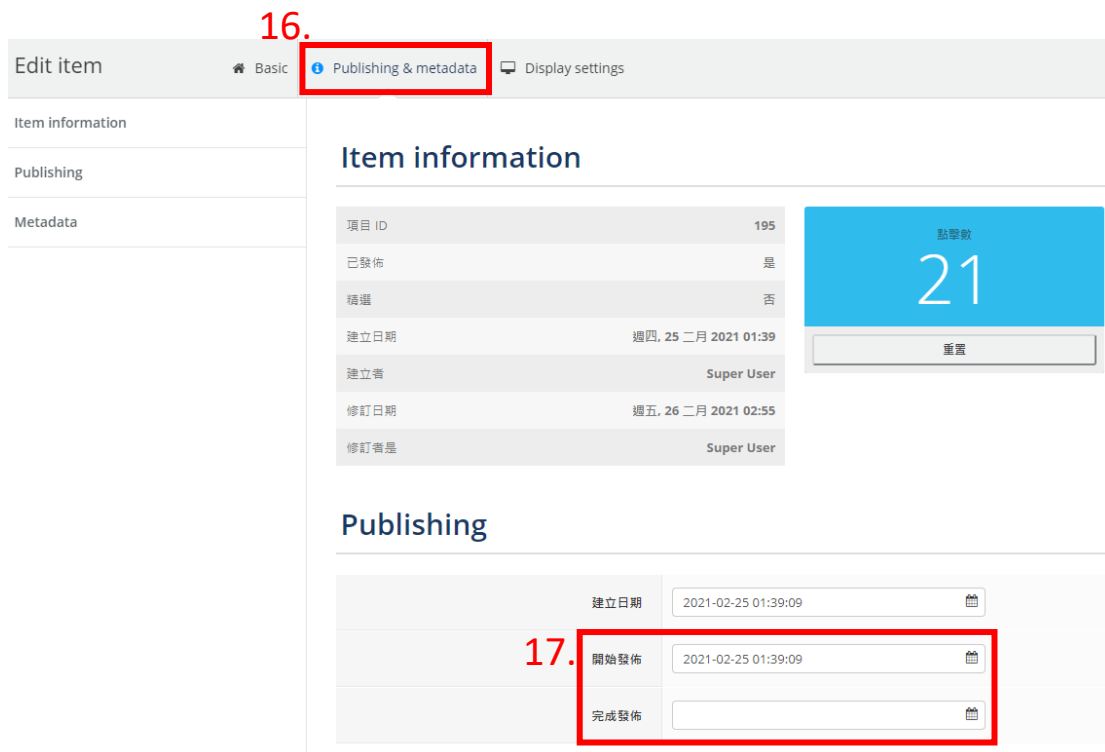 16.
Edit item
Basic
Publishing & metadata
Display settings
Item information
Publishing
Metadata
Item information
項目 ID 195
已發佈 是
精選 否
建立日期 週四, 25 二月 2021 01:39
建立者 Super User
修訂日期 週五, 26 二月 2021 02:55
修訂者是 Super User
點擊數
21
重置
Publishing
建立日期 2021-02-25 01:39:09
17.
開始發佈 2021-02-25 01:39:09
完成發佈